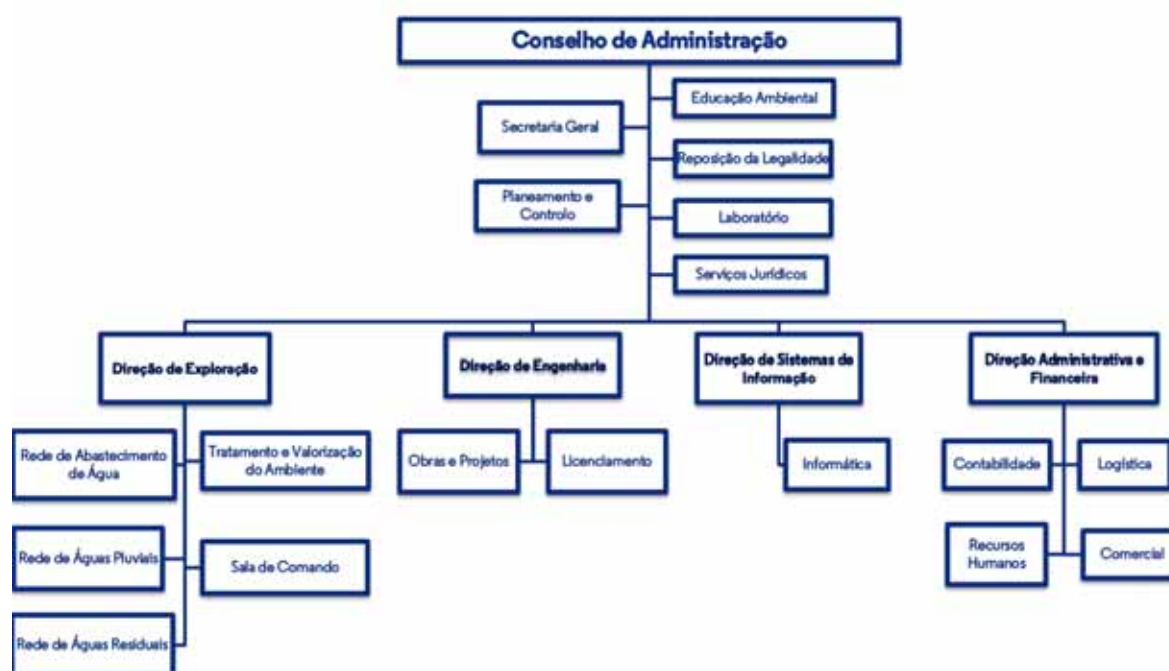 Conselho de Administração
Educação Ambiental
Secretaria Geral
Reposição da Legalidade
Planeamento e
Controlo
Laboratório
Serviços Jurídicos
Direção de Exploração
Direção de Engenharia
Direção de Sistemas de
Informação
Direção Administrativa e
Financeira
Rede de Abastecimento
de Água
Tratamento e Valorização
do Ambiente
Obras e Projetos
Licenciamento
Informática
Contabilidade
Logística
Rede de Águas Pluviais
Sala de Comando
Recursos
Humanos
Comercial
Rede de Águas Residuais